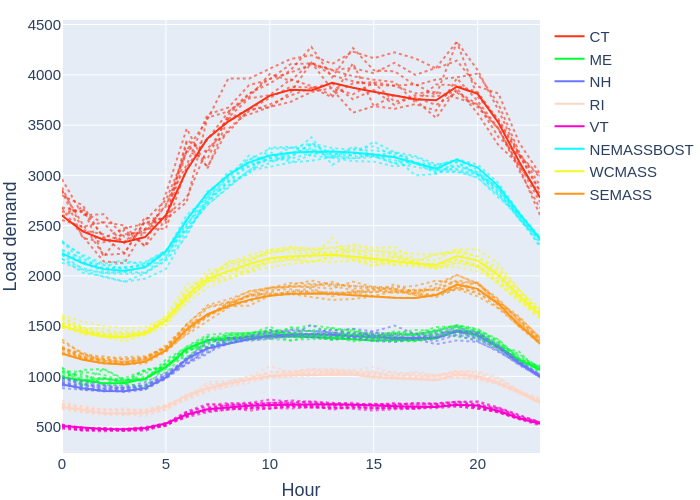 4500
4000
3500
3000
2500
2000
1500
1000
500
0
5
10
15
20
Hour
Load demand
CT
ME
NH
RI
VT
NEMASSBOST
WCMASS
SEMASS